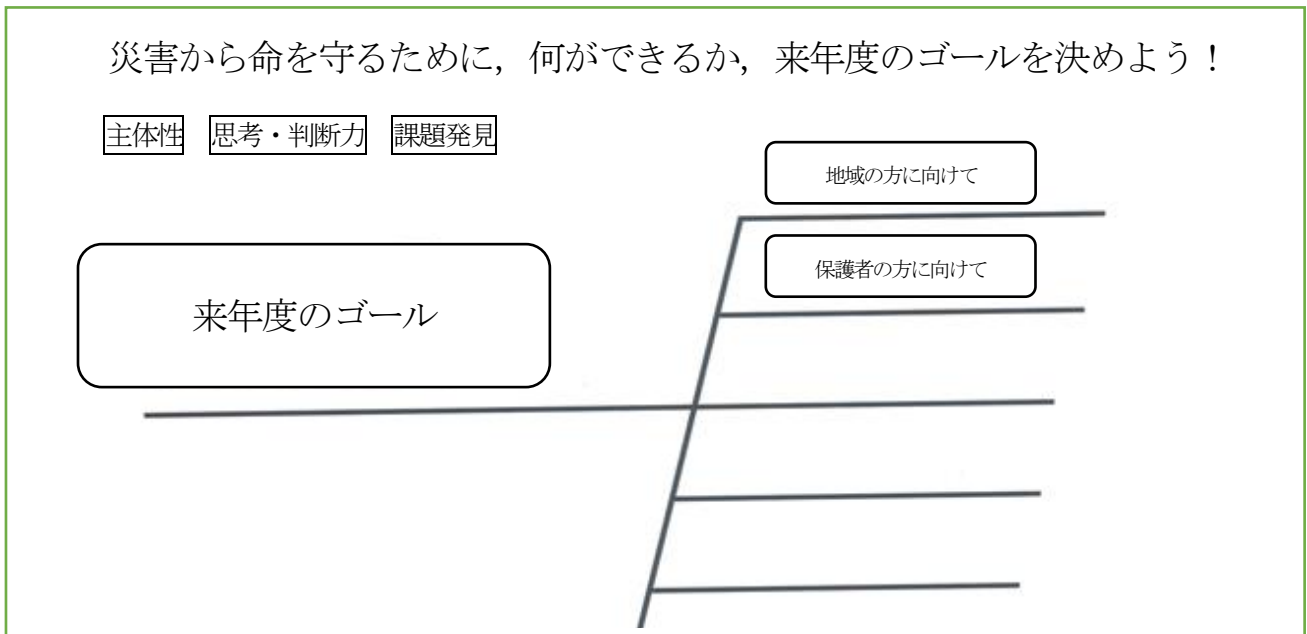 災害から命を守るために，何ができるか，来年度のゴールを決めよう！
主体性 思考・判断力 課題発見
地域の方に向けて
保護者の方に向けて
来年度のゴール